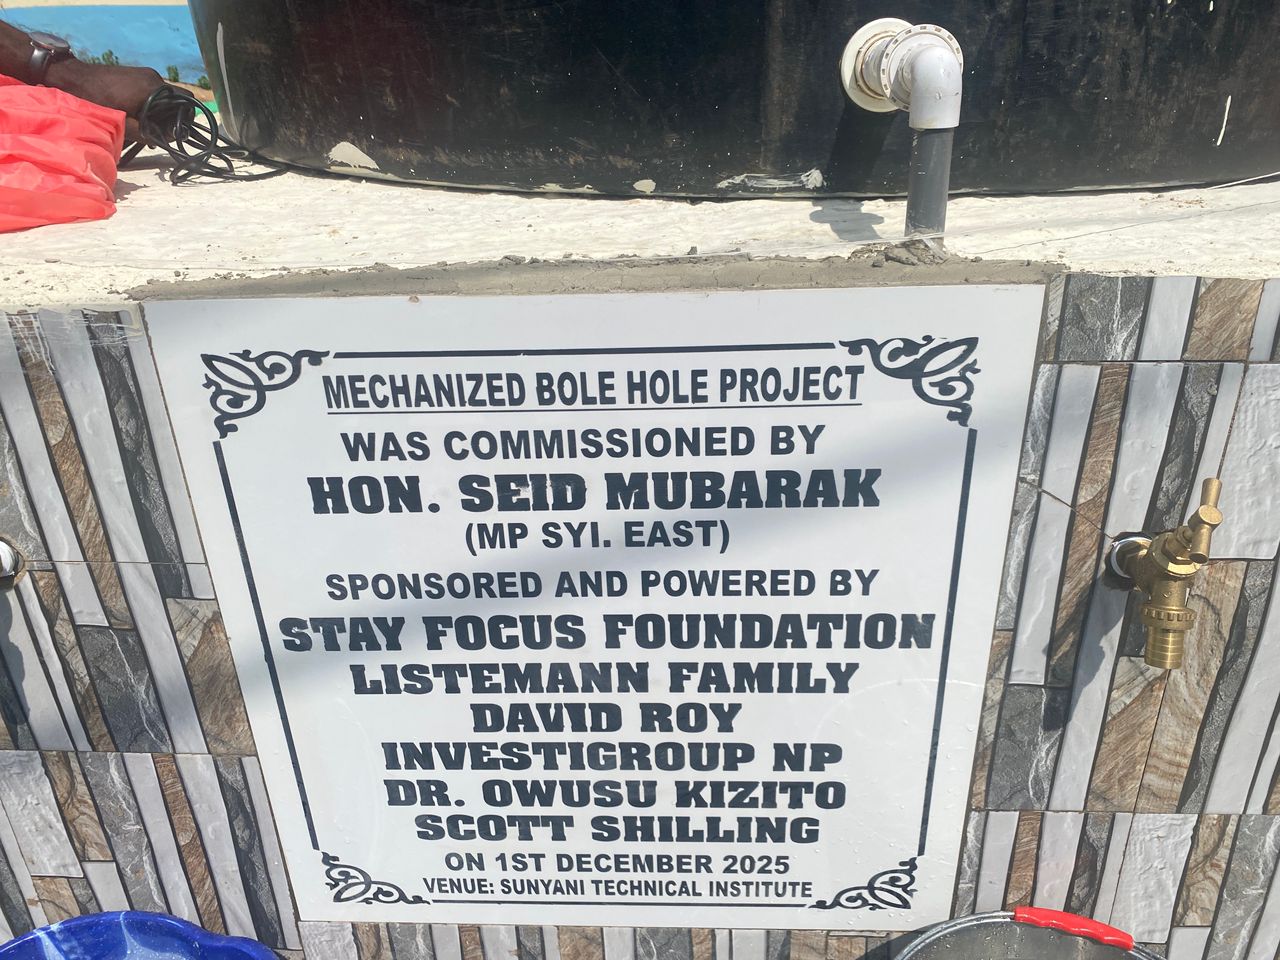 MECHANIZED BOLE HOLE PROJECT
WAS COMMISSIONED BY
HON. SEID MUBARAK
(MP SYI. EAST)
SPONSORED AND POWERED BY
STAY FOCUS FOUNDATION
LISTEMANN FAMILY
DAVID ROY
INVESTIGROUP NP
DR. OWUSU KIZITO
SCOTT SHILLING
ON 1ST DECEMBER 2025
VENUE: SUNYANI TECHNICAL INSTITUTE